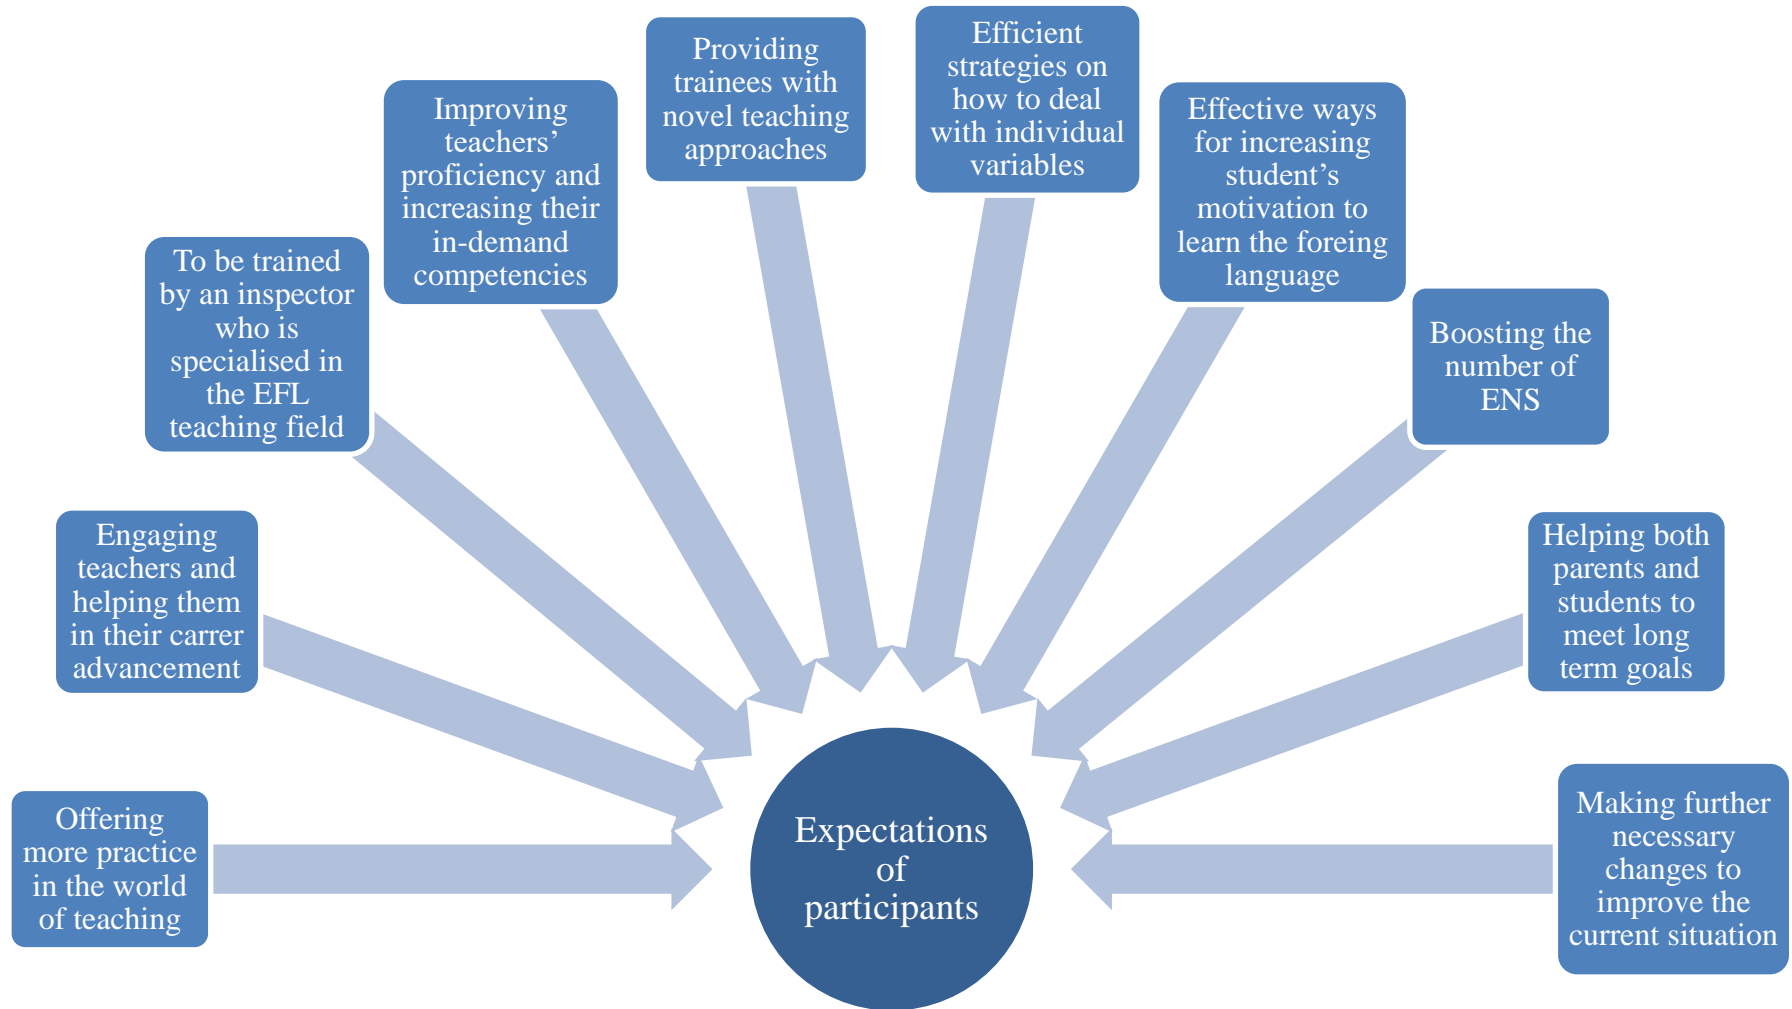 Offering
more practice
in the world
of teaching
Engaging
teachers and
helping them
in their carrer
advancement
To be trained
by an inspector
who is
specialised in
the EFL
teaching field
Improving
teachers’
proficiency and
increasing their
in-demand
competencies
Providing
trainees with
novel teaching
approaches
Efficient
strategies on
how to deal
with individual
variables
Effective ways
for increasing
student’s
motivation to
learn the foreing
language
Boosting the
number of
ENS
Helping both
parents and
students to
meet long
term goals
Making further
necessary
changes to
improve the
current situation
Expectations
of
participants